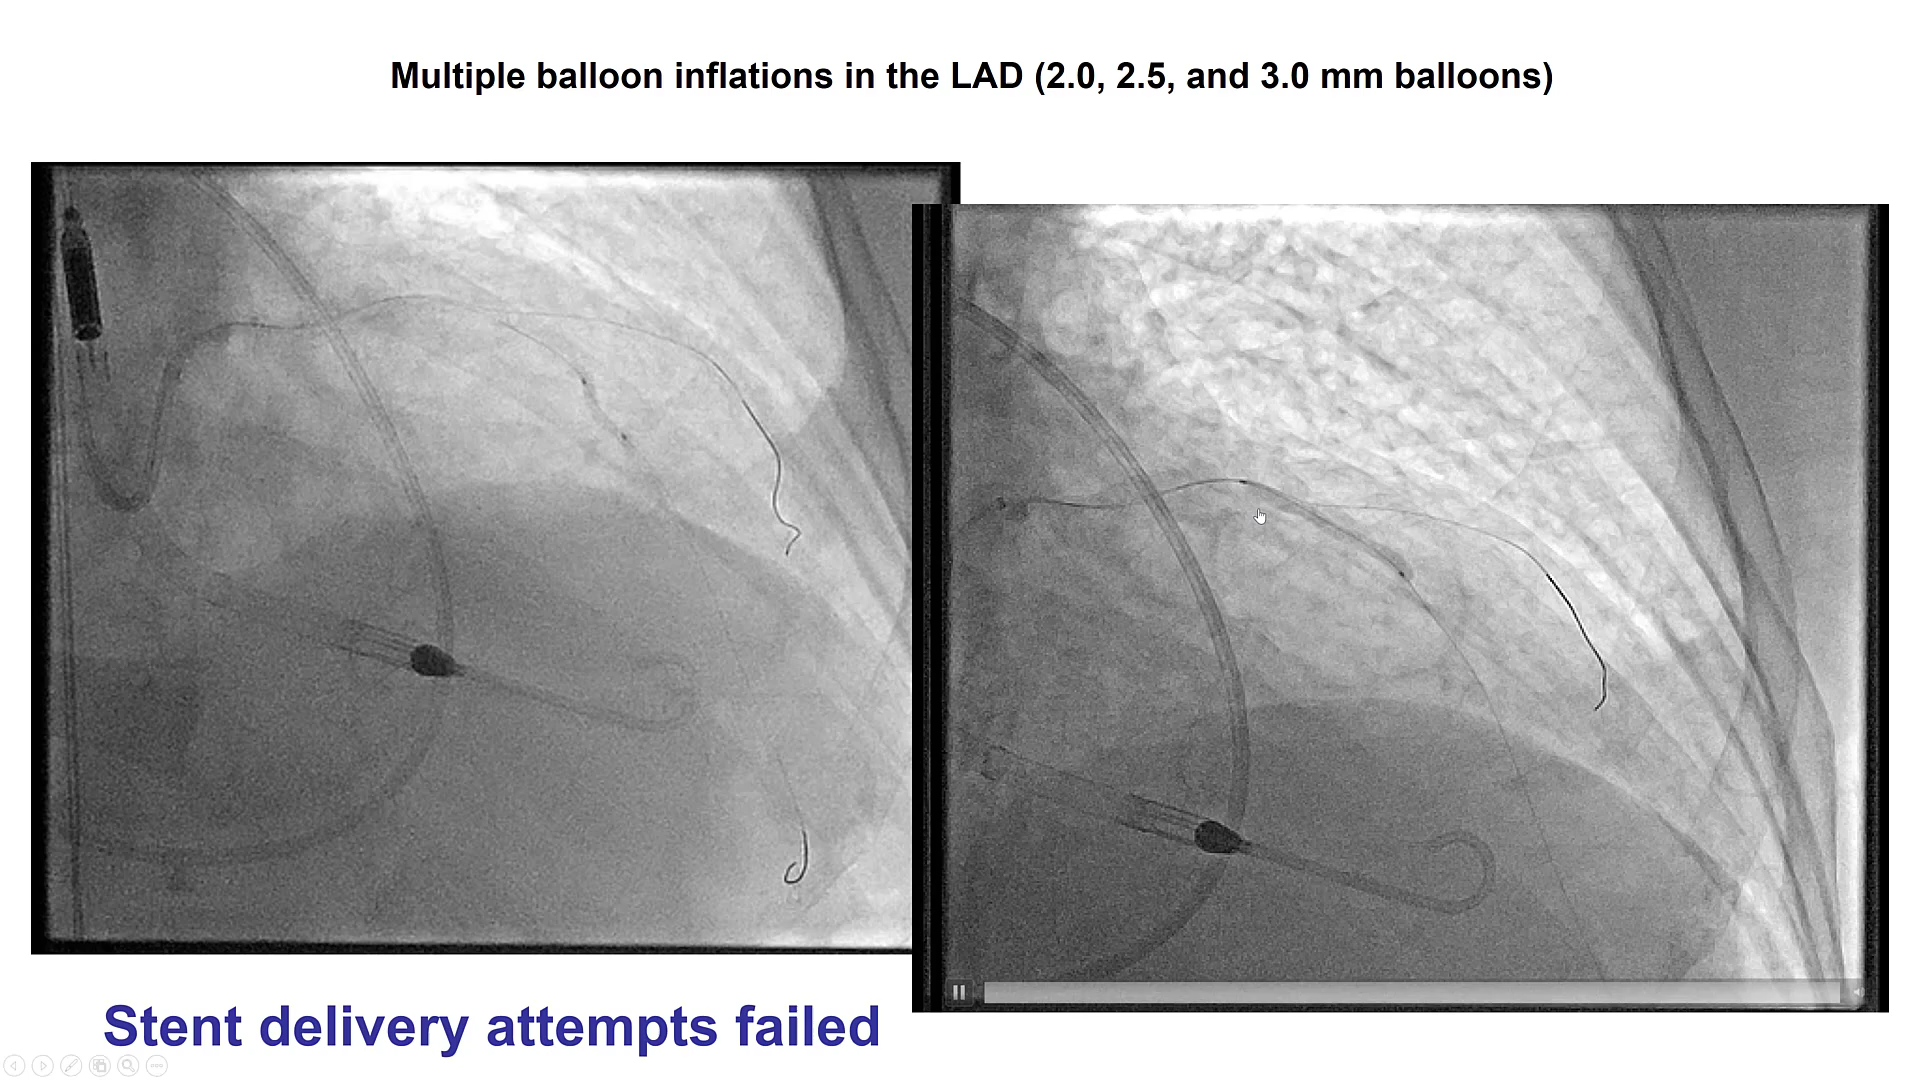 Multiple balloon inflations in the LAD (2.0, 2.5, and 3.0 mm balloons)
Stent delivery attempts failed